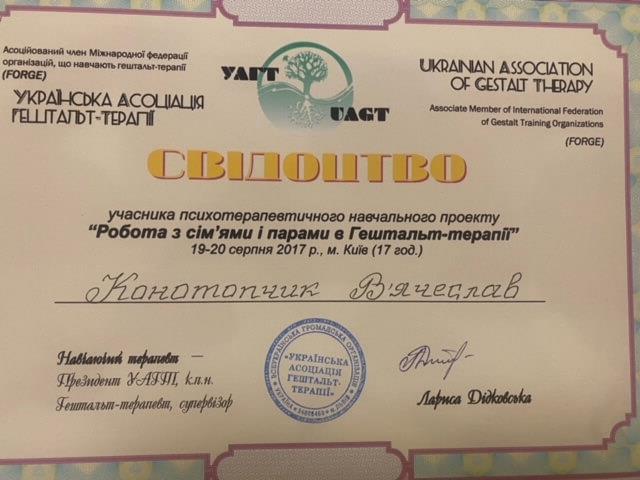 Асоційований член Міжнародної федерації
організацій, що навчають гештальт-терапії
(FORGE)
УКРАЇНСЬКА АСОЦІАЦІЯ
ГЕШТАЛЬТ-ТЕРАПІЇ
УАГТ
UAGT
UKRAINIAN ASSOCIATION
OF GESTALT THERAPY
Associate Member of International Federation
of Gestalt Training Organizations
(FORGE)
СВІДОЦТВО
учасника психотерапевтичного навчального проекту
“Робота з сім’ями і парами в Гештальт-терапії”
19-20 серпня 2017 р., м. Київ (17 год.)
Конотопчик В'ячеслав
Навчаючий терапевт —
Президент УАГТ, к.п.н.
Гештальт-терапевт, супервізор
ВСЕУКРАЇНСЬКА ГРОМАДСЬКА ОРГАНІЗАЦІЯ
«УКРАЇНСЬКА
АСОЦІАЦІЯ
ГЕШТАЛЬТ-
ТЕРАПІЇ»
Лариса Дідковська